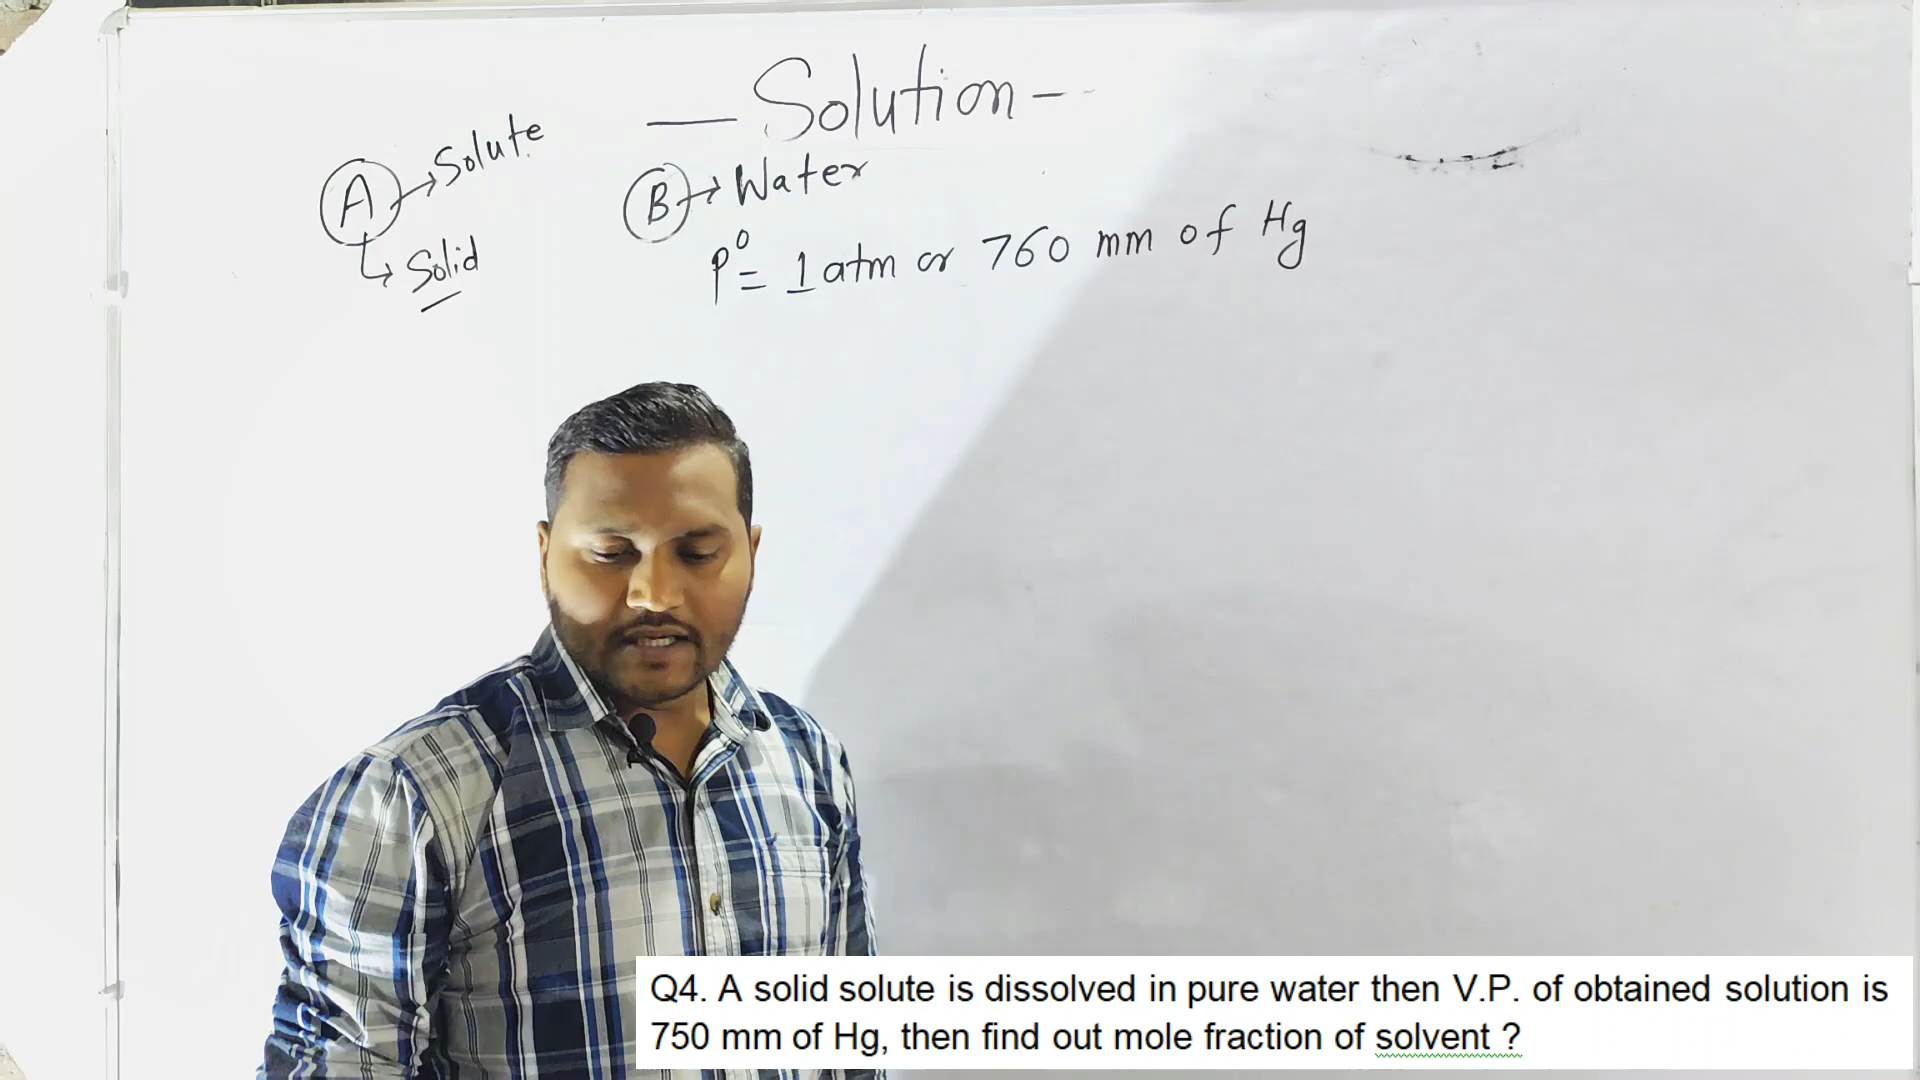 — Solution -
A → Solute
B → Water
↳ Solid
P⁰ = 1 atm or 760 mm of Hg
Q4. A solid solute is dissolved in pure water then V.P. of obtained solution is
750 mm of Hg, then find out mole fraction of solvent ?